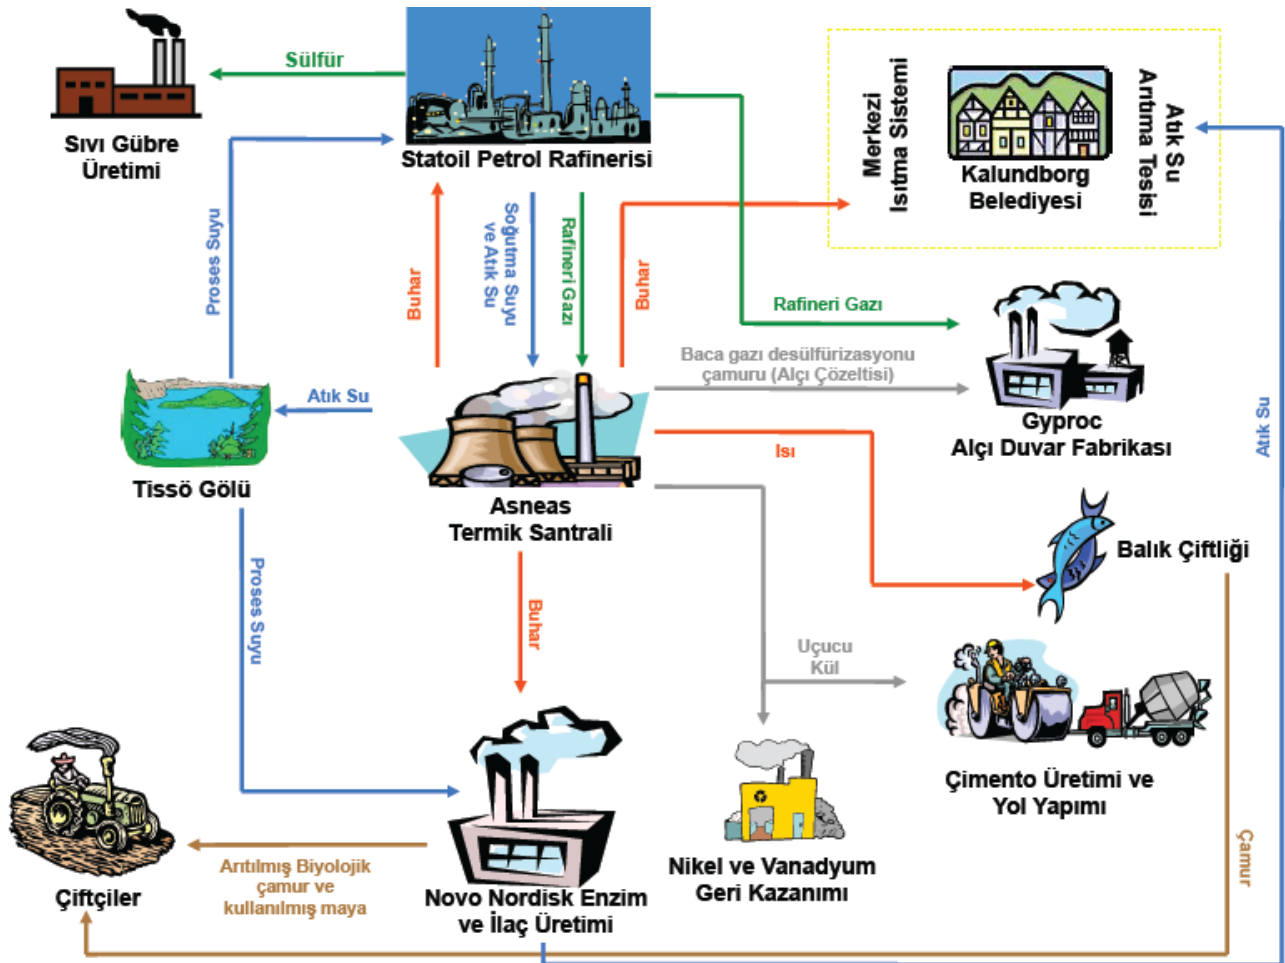 Sülfür
Sıvı Gübre
Üretimi
Statoil Petrol Rafinerisi
Merkezi
Isıtma Sistemi
Kalundborg
Belediyesi
Atık Su
Arıtıma Tesisi
Proses Suyu
Buhar
Soğutma Suyu
ve Atık Su
Rafineri Gazı
Buhar
Rafineri Gazı
Baca gazı desülfürizasyonu
çamuru (Alçı Çözeltisi)
Gyproc
Alçı Duvar Fabrikası
Atık Su
Tissö Gölü
Isı
Asneas
Termik Santrali
Atık Su
Balık Çiftliği
Proses Suyu
Buhar
Uçucu
Kül
Çimento Üretimi ve
Yol Yapımı
Nikel ve Vanadyum
Geri Kazanımı
Çamur
Çiftçiler
Arıtılmış Biyolojik
çamur ve
kullanılmış maya
Novo Nordisk Enzim
ve İlaç Üretimi